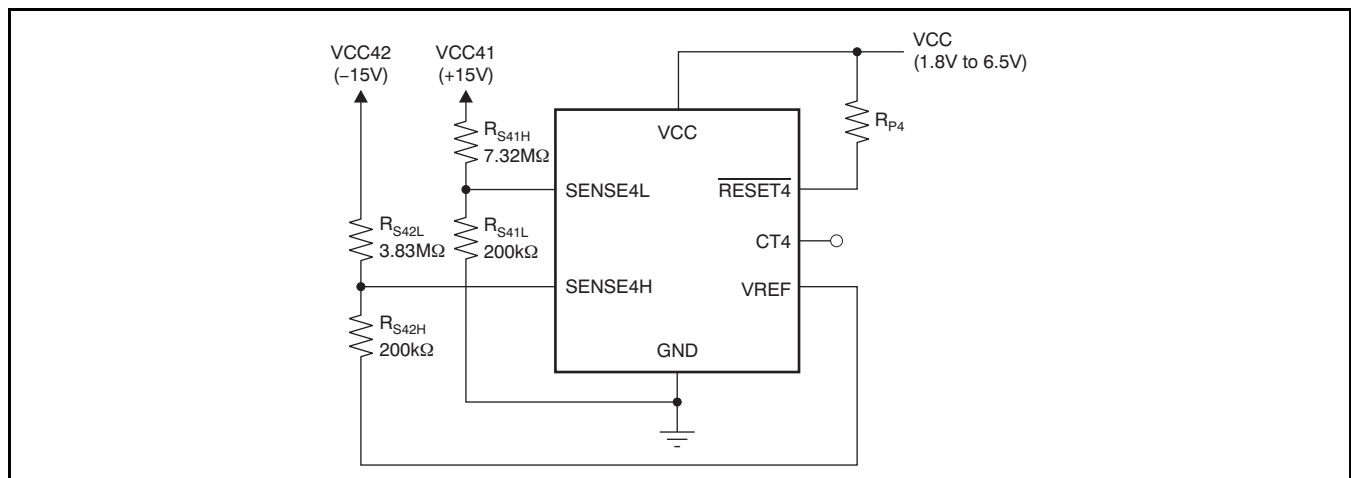 VCC42
(−15V)
VCC41
(+15V)
VCC
(1.8V to 6.5V)
RS41H
7.32MΩ
RP4
VCC
SENSE4L
RESET4
RS42L
3.83MΩ
RS41L
200kΩ
CT4
SENSE4H
VREF
RS42H
200kΩ
GND